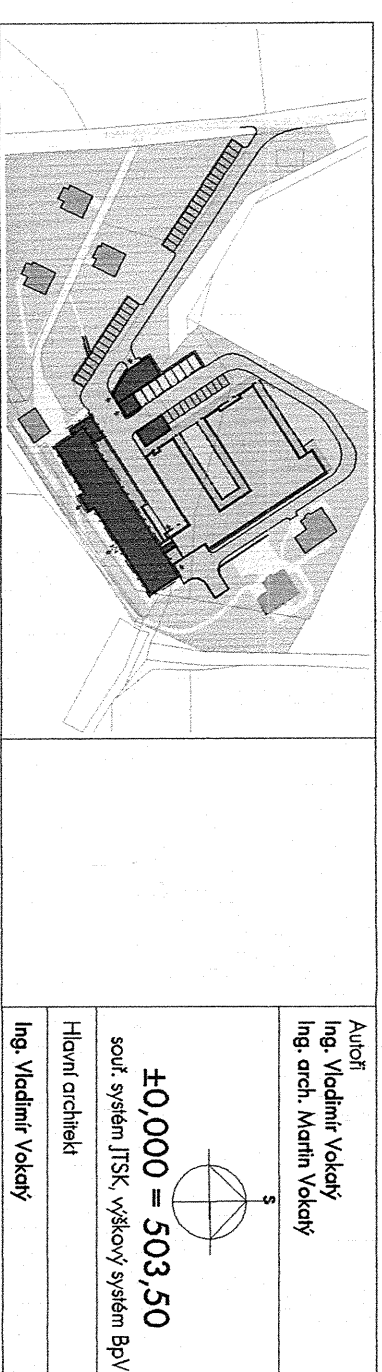 Autoři
Ing. Vladimír Vokatý
Ing. arch. Martin Vokatý
S
±0,000 = 503,50
souř. systém JTSK, výškový systém BpV
Hlavní architekt
Ing. Vladimír Vokatý